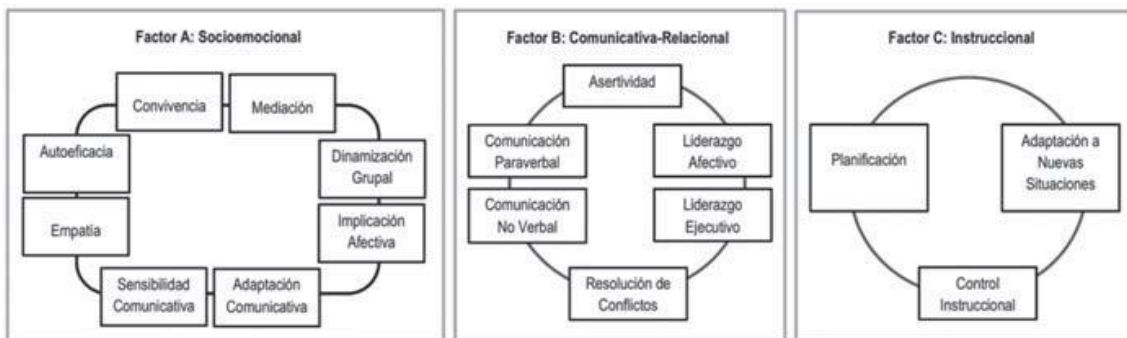 Factor A: Socioemocional
Convivencia
Mediación
Autoeficacia
Dinamización
Grupal
Empatía
Implicación
Afectiva
Sensibilidad
Comunicativa
Adaptación
Comunicativa
Factor B: Comunicativa-Relacional
Asertividad
Comunicación
Paraverbal
Liderazgo
Afectivo
Comunicación
No Verbal
Liderazgo
Ejecutivo
Resolución de
Conflictos
Factor C: Instruccional
Planificación
Adaptación a
Nuevas
Situaciones
Control
Instruccional